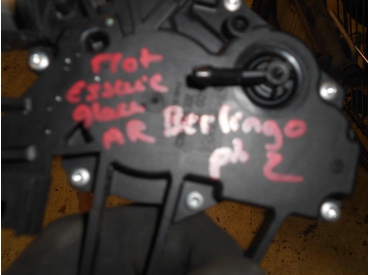 Mot
Essuie
glace
AR Berlingo
ph 2